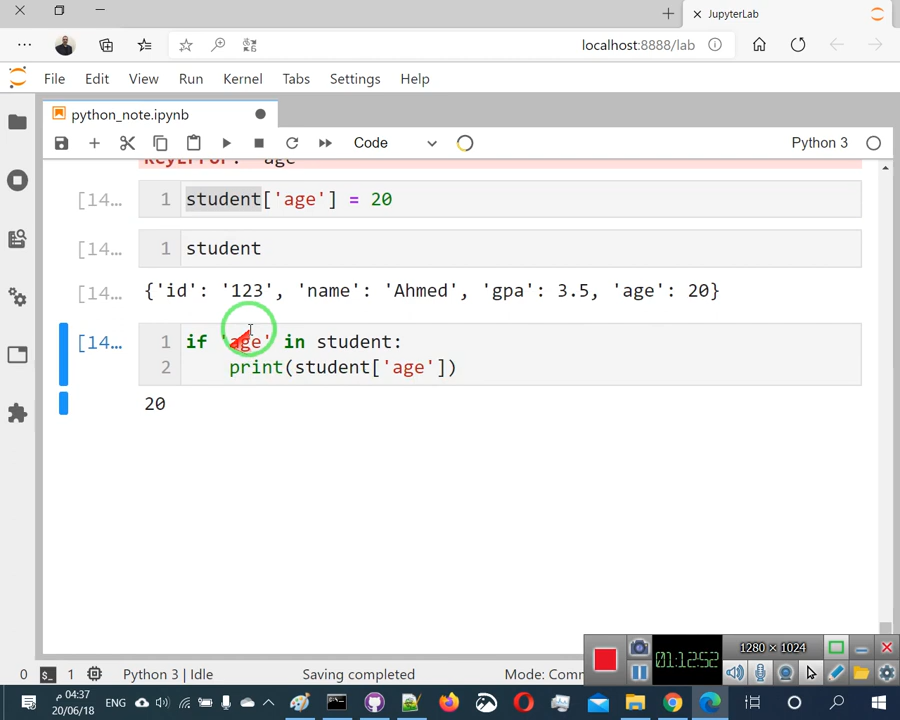 JupyterLab
localhost:8888/lab
File Edit View Run Kernel Tabs Settings Help
python_note.ipynb
Code
Python 3
KeyError: 'age'
[14… 1 student['age'] = 20
[14… 1 student
[14… {'id': '123', 'name': 'Ahmed', 'gpa': 3.5, 'age': 20}
[14… 1 if 'age' in student:
2 print(student['age'])
20
1280 × 1024
01:12:52
0 1 Python 3 | Idle Saving completed Mode: Comm
04:37 م
20/06/18
ENG